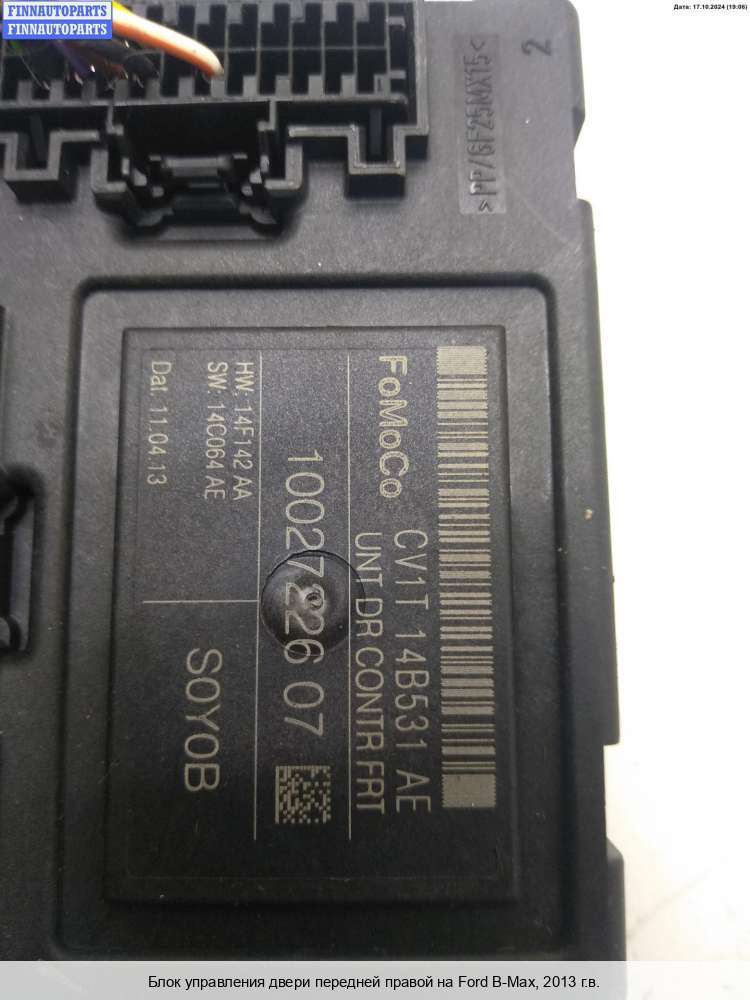 FINNAUTOPARTS
FINNAUTOPARTS
Дата: 17.10.2024 (19:06)
2
>PP/6F25MX15<
FoMoCo CV1T 14B531 AE
UNT DR CONTR FRT
10027226 07
HW: 14F142 AA
SW: 14C064 AE
Dat: 11.04.13
S0Y0B
Блок управления двери передней правой на Ford B-Max, 2013 г.в.